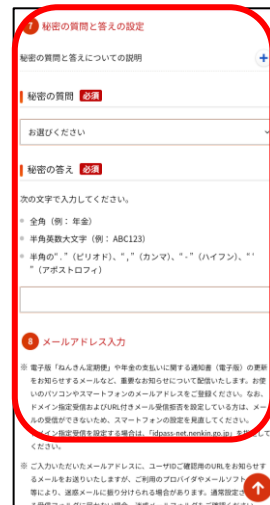 7 秘密の質問と答えの設定
秘密の質問と答えについての説明
秘密の質問 必須
お選びください
秘密の答え 必須
次の文字で入力してください。
全角（例： 年金）
半角英数大文字（例： ABC123）
半角の“ . ”（ピリオド）、“ , ”（カンマ）、“ - ”（ハイフン）、“ '
”（アポストロフィ）
8 メールアドレス入力
※ 電子版「ねんきん定期便」や年金の支払いに関する通知書（電子版）の更新
をお知らせするメールなど、重要なお知らせについて配信いたします。お使
いのパソコンやスマートフォンのメールアドレスをご登録ください。なお、
ドメイン指定受信およびURL付きメール受信拒否を設定している方は、メー
ルの受信ができないため、スマートフォンの設定を見直してください。
ドメイン指定受信を設定する場合は、「idpass-net.nenkin.go.jp」を指定して
ください。
※ ご入力いただいたメールアドレスに、ユーザIDご確認用のURLをお知らせす
るメールをお送りいたしますが、ご利用のプロバイダやメールソフト
等により、迷惑メールに振り分けられる場合があります。通常設定さ